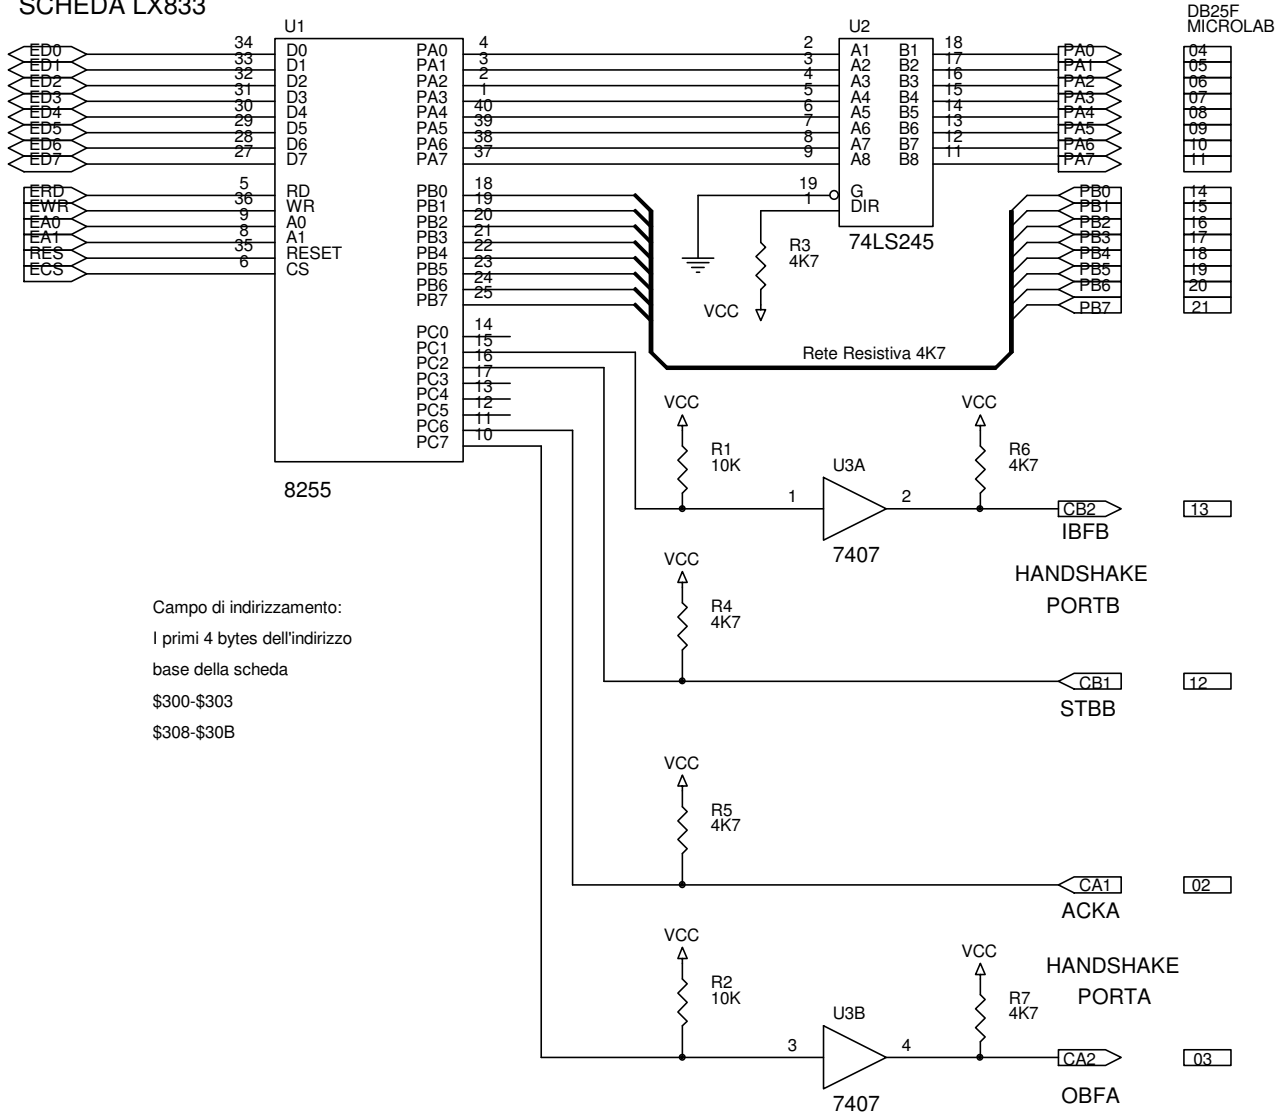 SCHEDA LX833
DB25F
MICROLAB
U1
U2
ED0 34 D0 PA0 4 2 A1 B1 18 PA0 04
ED1 33 D1 PA1 3 3 A2 B2 17 PA1 05
ED2 32 D2 PA2 2 4 A3 B3 16 PA2 06
ED3 31 D3 PA3 1 5 A4 B4 15 PA3 07
ED4 30 D4 PA4 40 6 A5 B5 14 PA4 08
ED5 29 D5 PA5 39 7 A6 B6 13 PA5 09
ED6 28 D6 PA6 38 8 A7 B7 12 PA6 10
ED7 27 D7 PA7 37 9 A8 B8 11 PA7 11
ERD 5 RD PB0 18 19 G PB0 14
EWR 36 WR PB1 19 1 DIR PB1 15
EA0 9 A0 PB2 20 PB2 16
EA1 8 A1 PB3 21 PB3 17
RES 35 RESET PB4 22 PB4 18
ECS 6 CS PB5 23 PB5 19
PB6 24 PB6 20
PB7 25 PB7 21
74LS245
R3
4K7
VCC
PC0 14
PC1 15
PC2 16
PC3 17
PC4 13
PC5 12
PC6 11
PC7 10
Rete Resistiva 4K7
8255
VCC
VCC
R1
10K
R6
4K7
U3A
1 2
CB2 13
IBFB
7407
HANDSHAKE
PORTB
VCC
R4
4K7
CB1 12
STBB
Campo di indirizzamento:
I primi 4 bytes dell'indirizzo
base della scheda
$300-$303
$308-$30B
VCC
R5
4K7
CA1 02
ACKA
HANDSHAKE
PORTA
VCC
VCC
R2
10K
R7
4K7
U3B
3 4
CA2 03
OBFA
7407